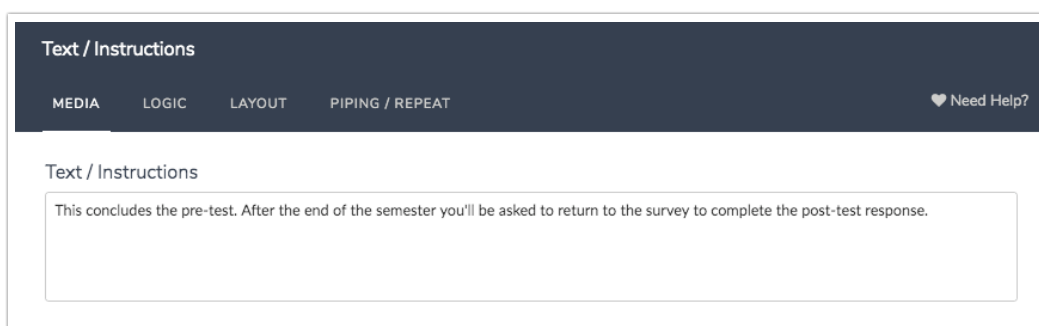 Text / Instructions
MEDIA LOGIC LAYOUT PIPING / REPEAT Need Help?
Text / Instructions
This concludes the pre-test. After the end of the semester you'll be asked to return to the survey to complete the post-test response.